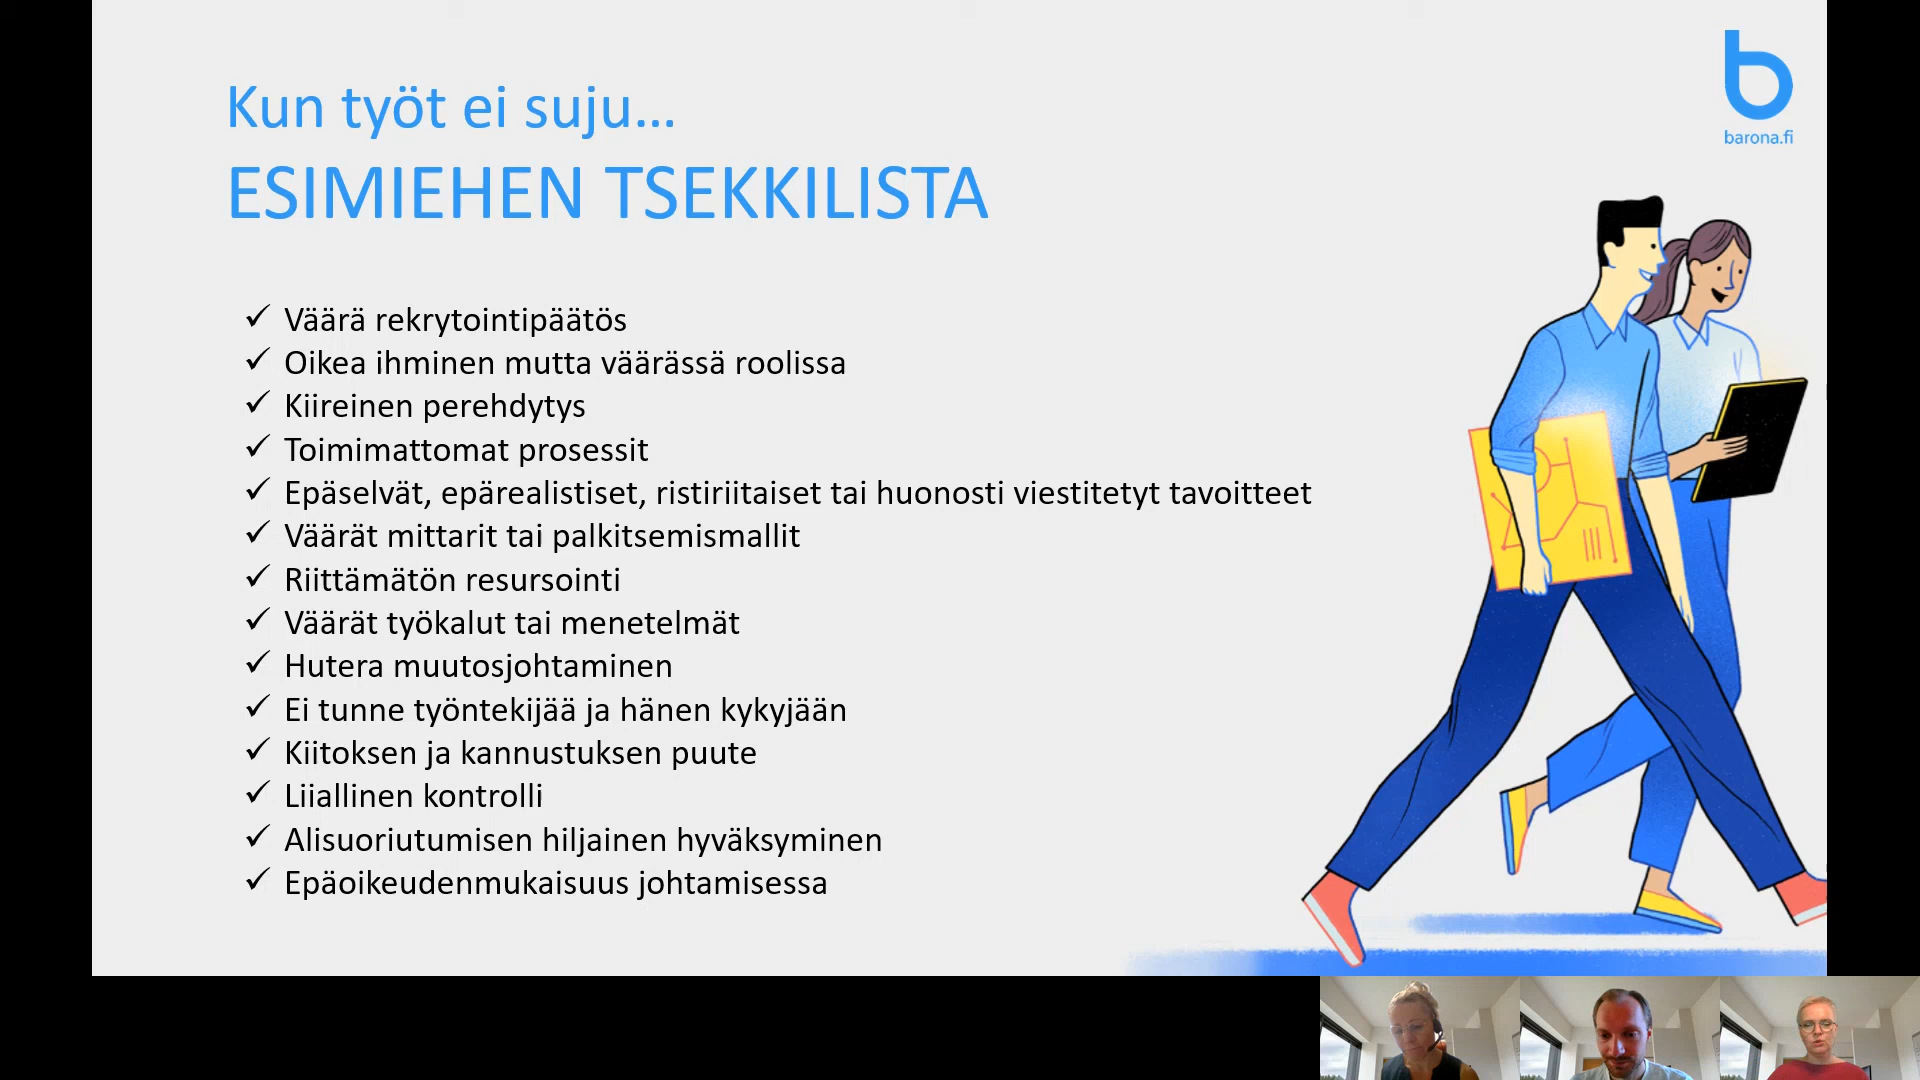 Kun työt ei suju...
ESIMIEHEN TSEKKILISTA
barona.fi
Väärä rekrytointipäätös
Oikea ihminen mutta väärässä roolissa
Kiireinen perehdytys
Toimimattomat prosessit
Epäselvät, epärealistiset, ristiriitaiset tai huonosti viestitetyt tavoitteet
Väärät mittarit tai palkitsemismallit
Riittämätön resursointi
Väärät työkalut tai menetelmät
Hutera muutosjohtaminen
Ei tunne työntekijää ja hänen kykyjään
Kiitoksen ja kannustuksen puute
Liiallinen kontrolli
Alisuoriutumisen hiljainen hyväksyminen
Epäoikeudenmukaisuus johtamisessa